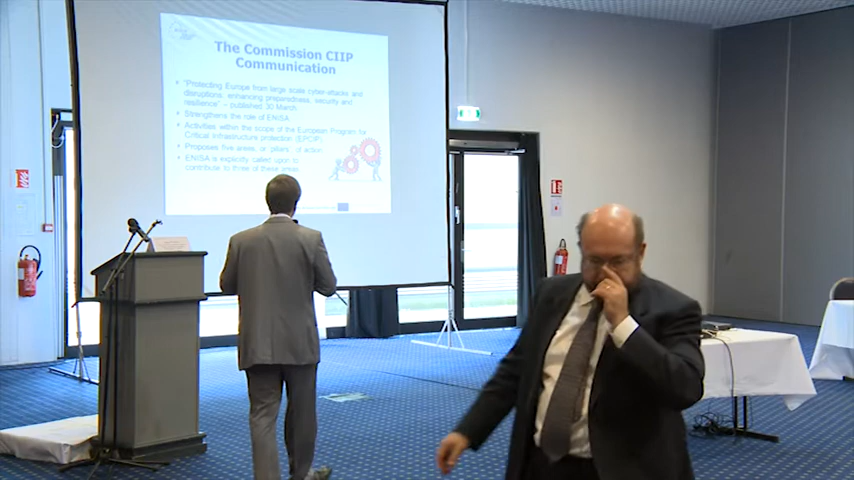 The Commission CIIP
Communication
"Protecting Europe from large scale cyber-attacks and
disruptions: enhancing preparedness, security and
resilience" – published 30 March.
Strengthens the role of ENISA
Activities within the scope of the European Program for
Critical Infrastructure protection (EPCIP)
Proposes five areas, or pillars, of action
ENISA is explicitly called upon to
contribute to three of these areas